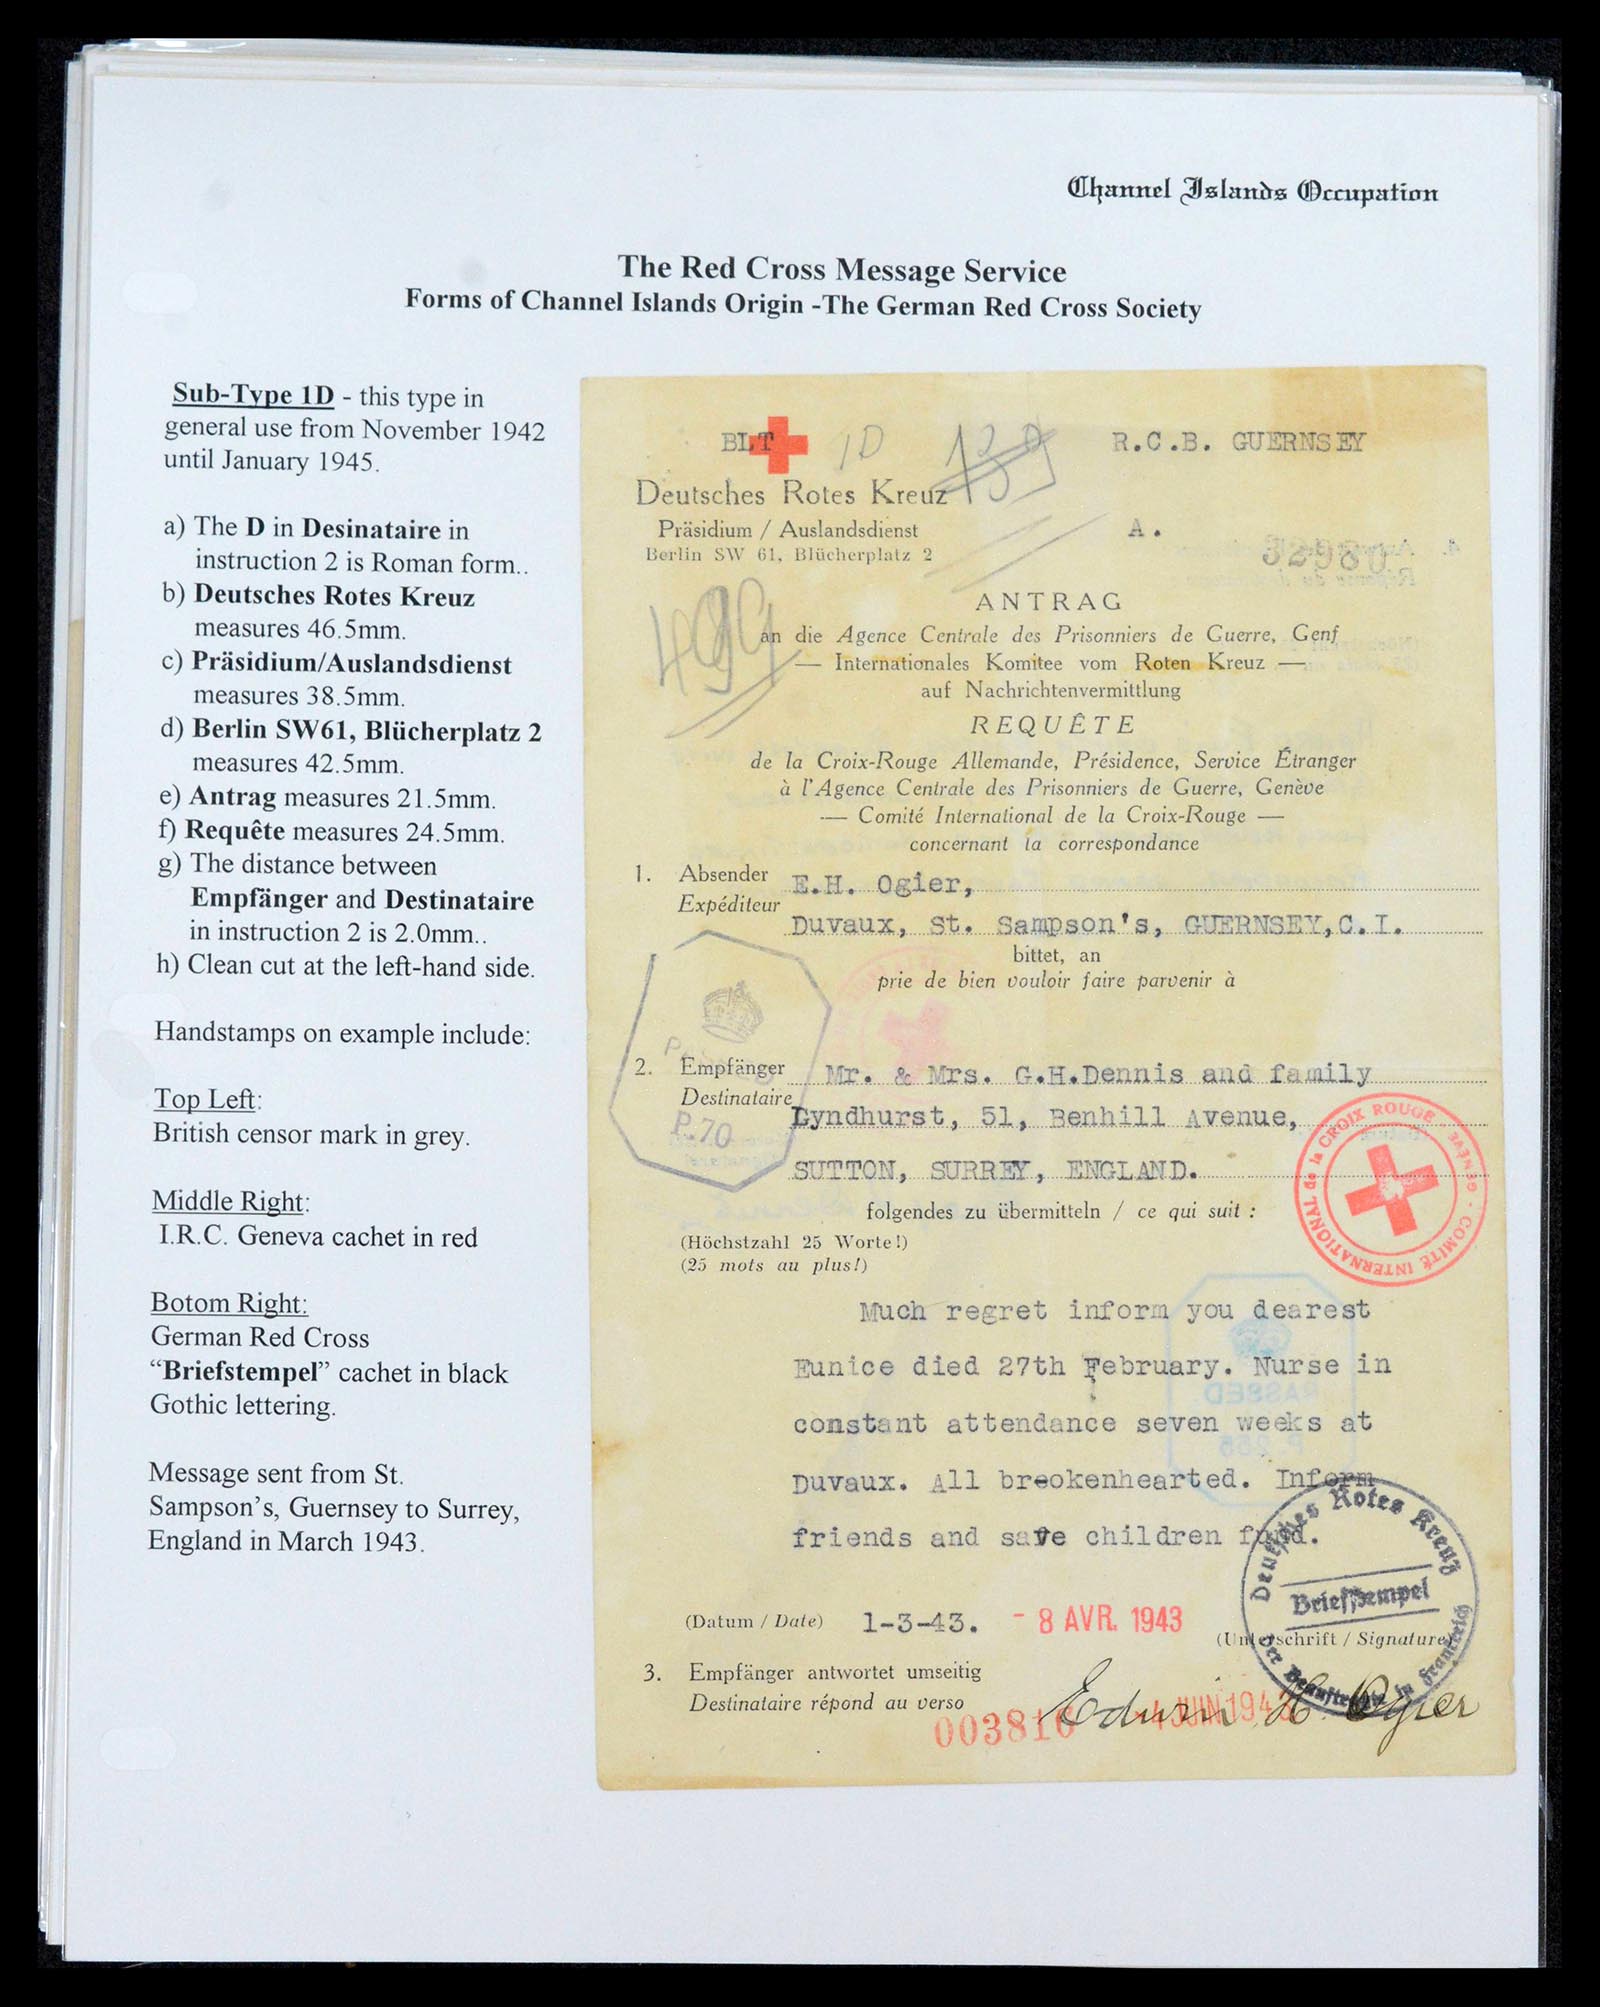 Channel Islands Occupation
The Red Cross Message Service
Forms of Channel Islands Origin -The German Red Cross Society
Sub-Type 1D - this type in
general use from November 1942
until January 1945.
a) The D in Desinataire in
instruction 2 is Roman form..
b) Deutsches Rotes Kreuz
measures 46.5mm.
c) Präsidium/Auslandsdienst
measures 38.5mm.
d) Berlin SW61, Blücherplatz 2
measures 42.5mm.
e) Antrag measures 21.5mm.
f) Requête measures 24.5mm.
g) The distance between
Empfänger and Destinataire
in instruction 2 is 2.0mm..
h) Clean cut at the left-hand side.
Handstamps on example include:
Top Left:
British censor mark in grey.
Middle Right:
I.R.C. Geneva cachet in red
Botom Right:
German Red Cross
“Briefstempel” cachet in black
Gothic lettering.
Message sent from St.
Sampson’s, Guernsey to Surrey,
England in March 1943.
BLT 1D R.C.B. GUERNSEY
Deutsches Rotes Kreuz
Präsidium / Auslandsdienst A.
Berlin SW 61, Blücherplatz 2
32980
499
ANTRAG
an die Agence Centrale des Prisonniers de Guerre, Genf
— Internationales Komitee vom Roten Kreuz —
auf Nachrichtenvermittlung
REQUÊTE
de la Croix-Rouge Allemande, Présidence, Service Étranger
à l'Agence Centrale des Prisonniers de Guerre, Genève
— Comité International de la Croix-Rouge —
concernant la correspondance
1. Absender E.H. Ogier,
Expéditeur
Duvaux, St. Sampson's, GUERNSEY,C.I.
bittet, an
prie de bien vouloir faire parvenir à
2. Empfänger Mr. & Mrs. G.H.Dennis and family
Destinataire Lyndhurst, 51, Benhill Avenue,
P.70
SUTTON, SURREY, ENGLAND.
COMITÉ INTERNATIONAL de la CROIX ROUGE · GENÈVE ·
folgendes zu übermitteln / ce qui suit :
(Höchstzahl 25 Worte!)
(25 mots au plus!)
Much regret inform you dearest
Eunice died 27th February. Nurse in
constant attendance seven weeks at
Duvaux. All breokenhearted. Inform
friends and save children fund.
Deutsches Rotes Kreuz
Briefstempel
Der Beauftragte in Frankreich
(Datum / Date) 1-3-43. - 8 AVR. 1943
(Unterschrift / Signature)
3. Empfänger antwortet umseitig
Destinataire répond au verso
Edwin H. Ogier
003816 -4 JUIN 1943